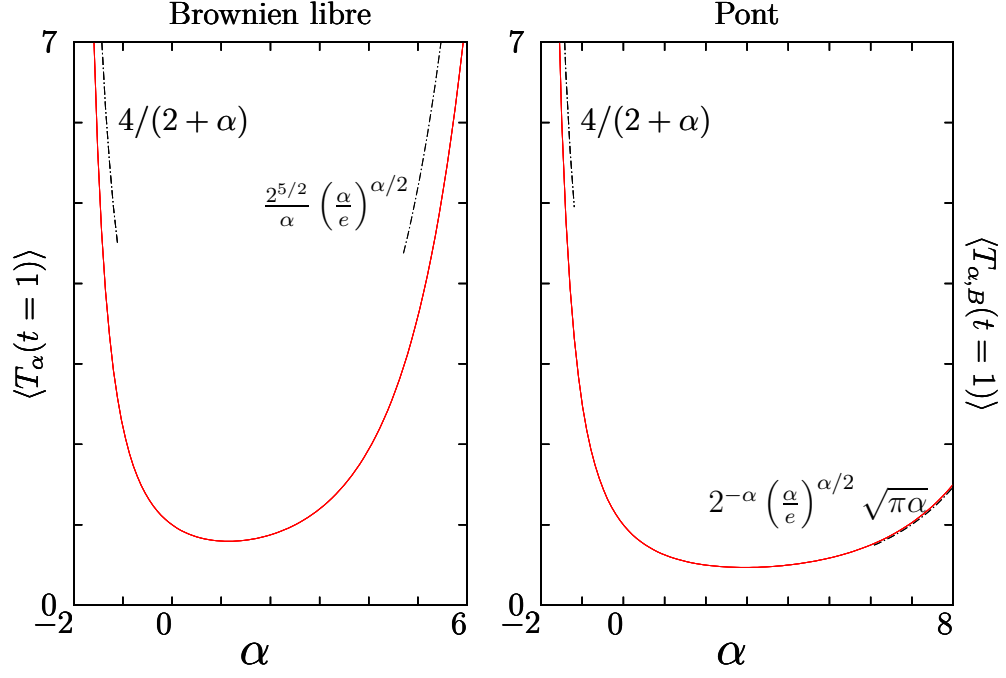 Brownien libre
7
4/(2 + α)
2^{5/2}/α (α/e)^{α/2}
⟨T_α(t = 1)⟩
0
−2
0
6
α
Pont
7
4/(2 + α)
⟨T_{α,B}(t = 1)⟩
2^{−α} (α/e)^{α/2} √(πα)
0
−2
0
8
α